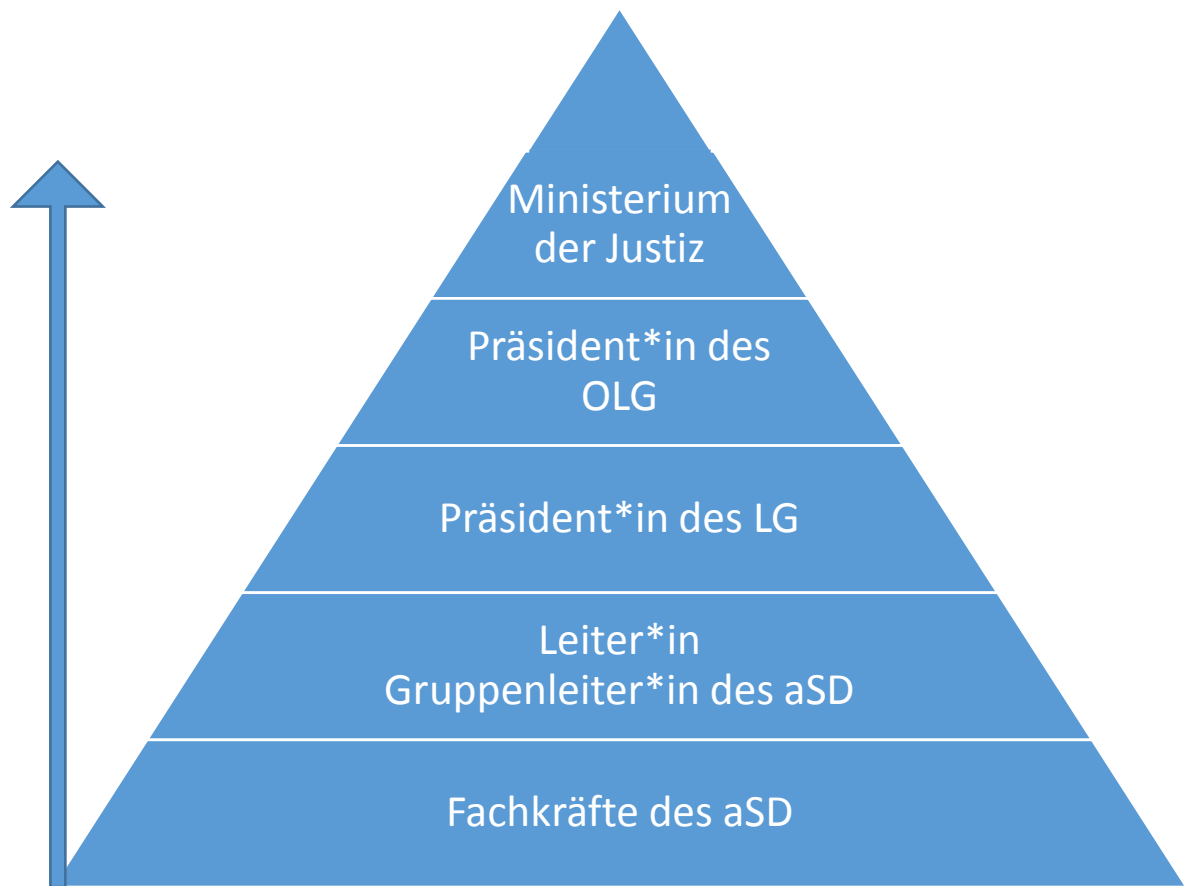 Ministerium
der Justiz
Präsident*in des
OLG
Präsident*in des LG
Leiter*in
Gruppenleiter*in des aSD
Fachkräfte des aSD